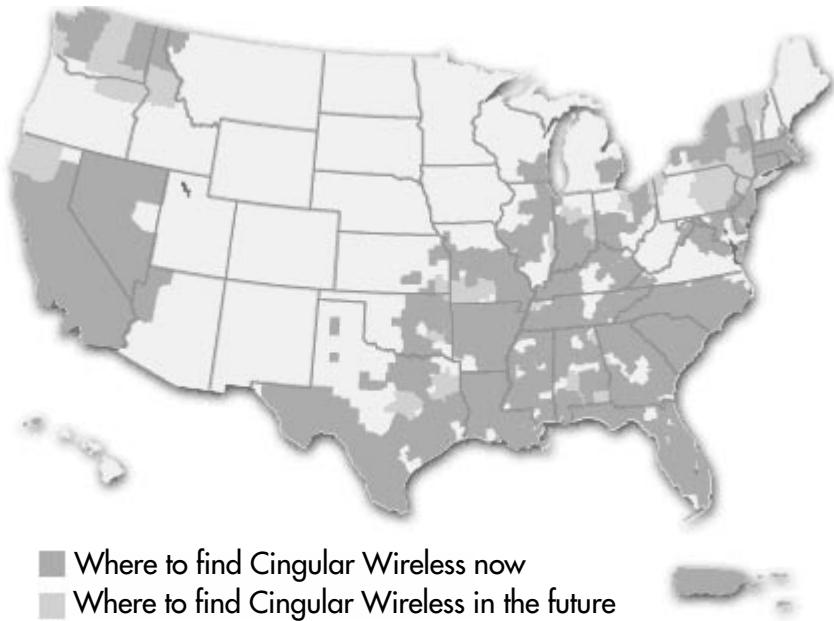 Where to find Cingular Wireless now
Where to find Cingular Wireless in the future